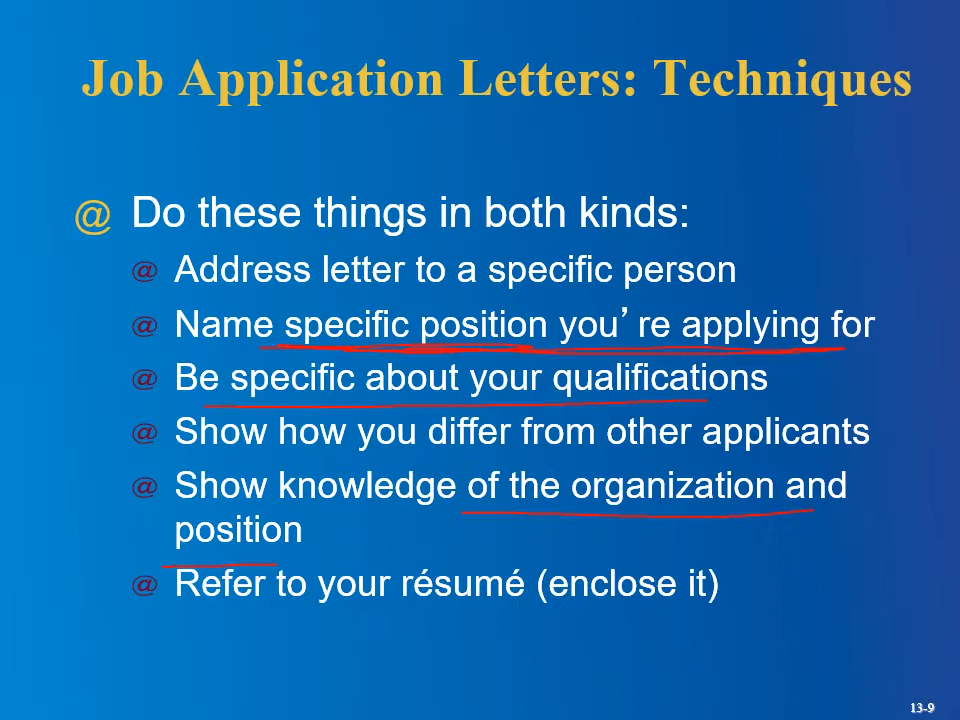 Job Application Letters: Techniques
@ Do these things in both kinds:
@ Address letter to a specific person
@ Name specific position you’ re applying for
@ Be specific about your qualifications
@ Show how you differ from other applicants
@ Show knowledge of the organization and
position
@ Refer to your résumé (enclose it)
13-9